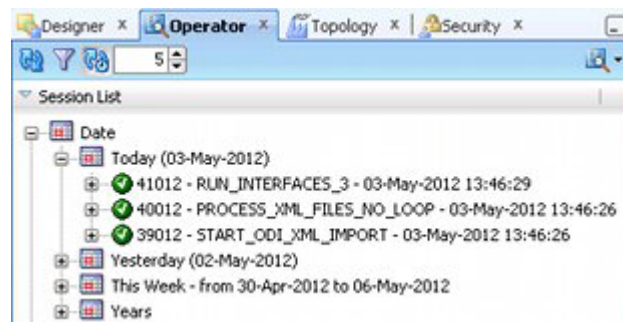 Designer Operator Topology Security
5
Session List
Date
Today (03-May-2012)
41012 - RUN_INTERFACES_3 - 03-May-2012 13:46:29
40012 - PROCESS_XML_FILES_NO_LOOP - 03-May-2012 13:46:26
39012 - START_ODI_XML_IMPORT - 03-May-2012 13:46:26
Yesterday (02-May-2012)
This Week - from 30-Apr-2012 to 06-May-2012
Years